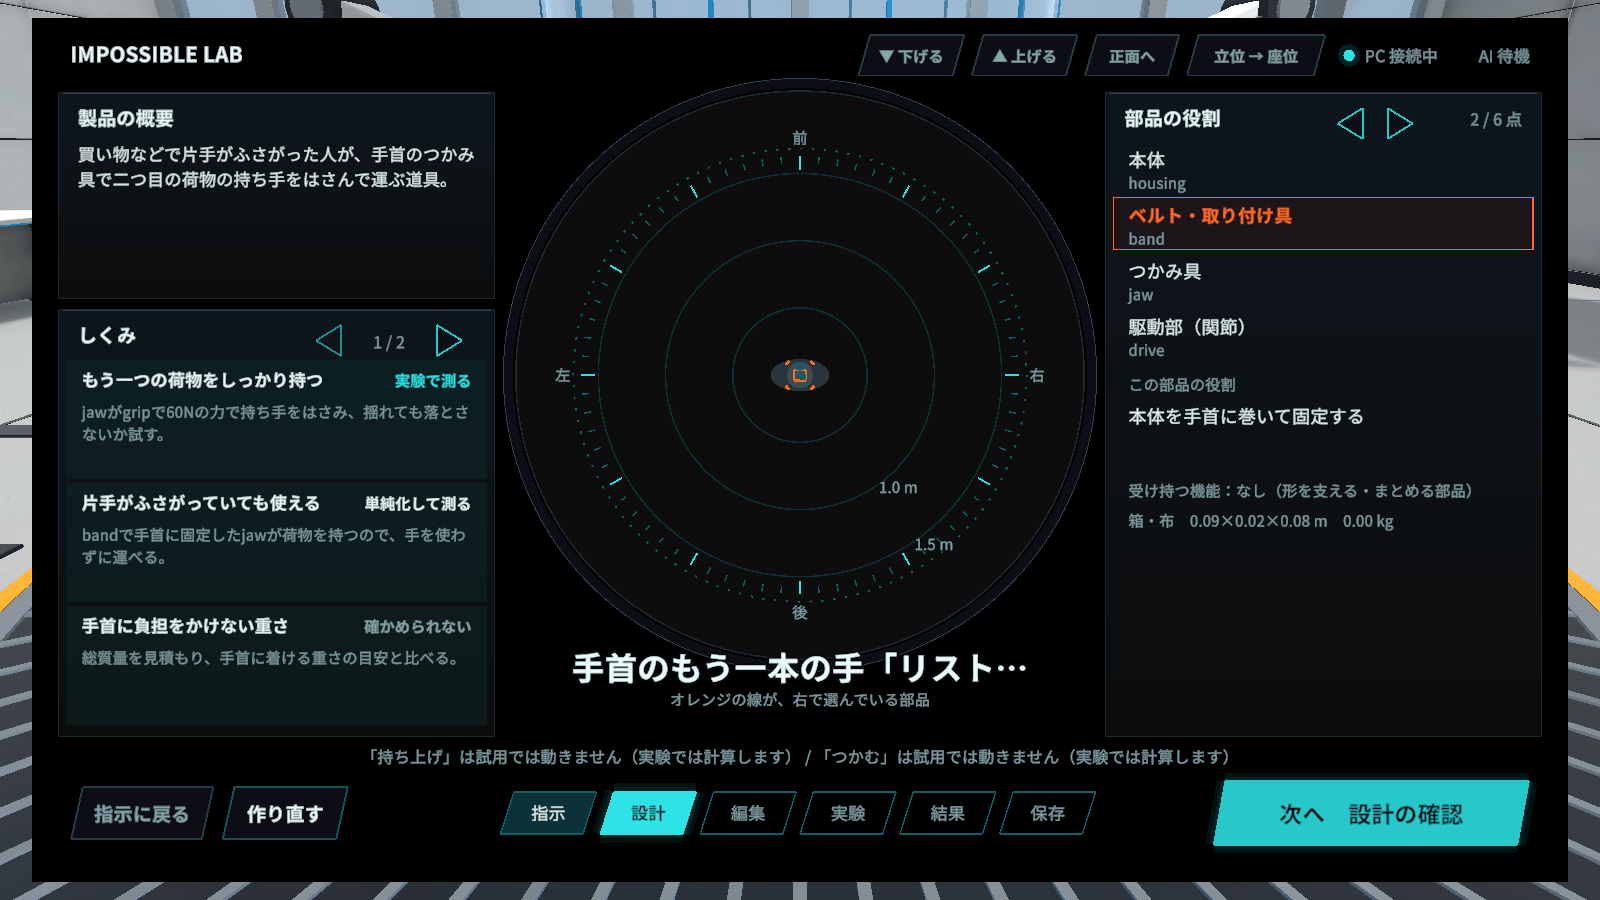 IMPOSSIBLE LAB
▼下げる
▲上げる
正面へ
立位→座位
PC 接続中
AI 待機
製品の概要
買い物などで片手がふさがった人が、手首のつかみ
具で二つ目の荷物の持ち手をはさんで運ぶ道具。
しくみ
1 / 2
もう一つの荷物をしっかり持つ
実験で測る
jawがgripで60Nの力で持ち手をはさみ、揺れても落とさ
ないか試す。
片手がふさがっていても使える
単純化して測る
bandで手首に固定したjawが荷物を持つので、手を使わ
ずに運べる。
手首に負担をかけない重さ
確かめられない
総質量を見積もり、手首に着ける重さの目安と比べる。
前
左
右
1.0 m
1.5 m
後
手首のもう一本の手「リスト…
オレンジの線が、右で選んでいる部品
部品の役割
2 / 6 点
本体
housing
ベルト・取り付け具
band
つかみ具
jaw
駆動部（関節）
drive
この部品の役割
本体を手首に巻いて固定する
受け持つ機能：なし（形を支える・まとめる部品）
箱・布 0.09×0.02×0.08 m 0.00 kg
「持ち上げ」は試用では動きません（実験では計算します） / 「つかむ」は試用では動きません（実験では計算します）
指示に戻る
作り直す
指示
設計
編集
実験
結果
保存
次へ 設計の確認